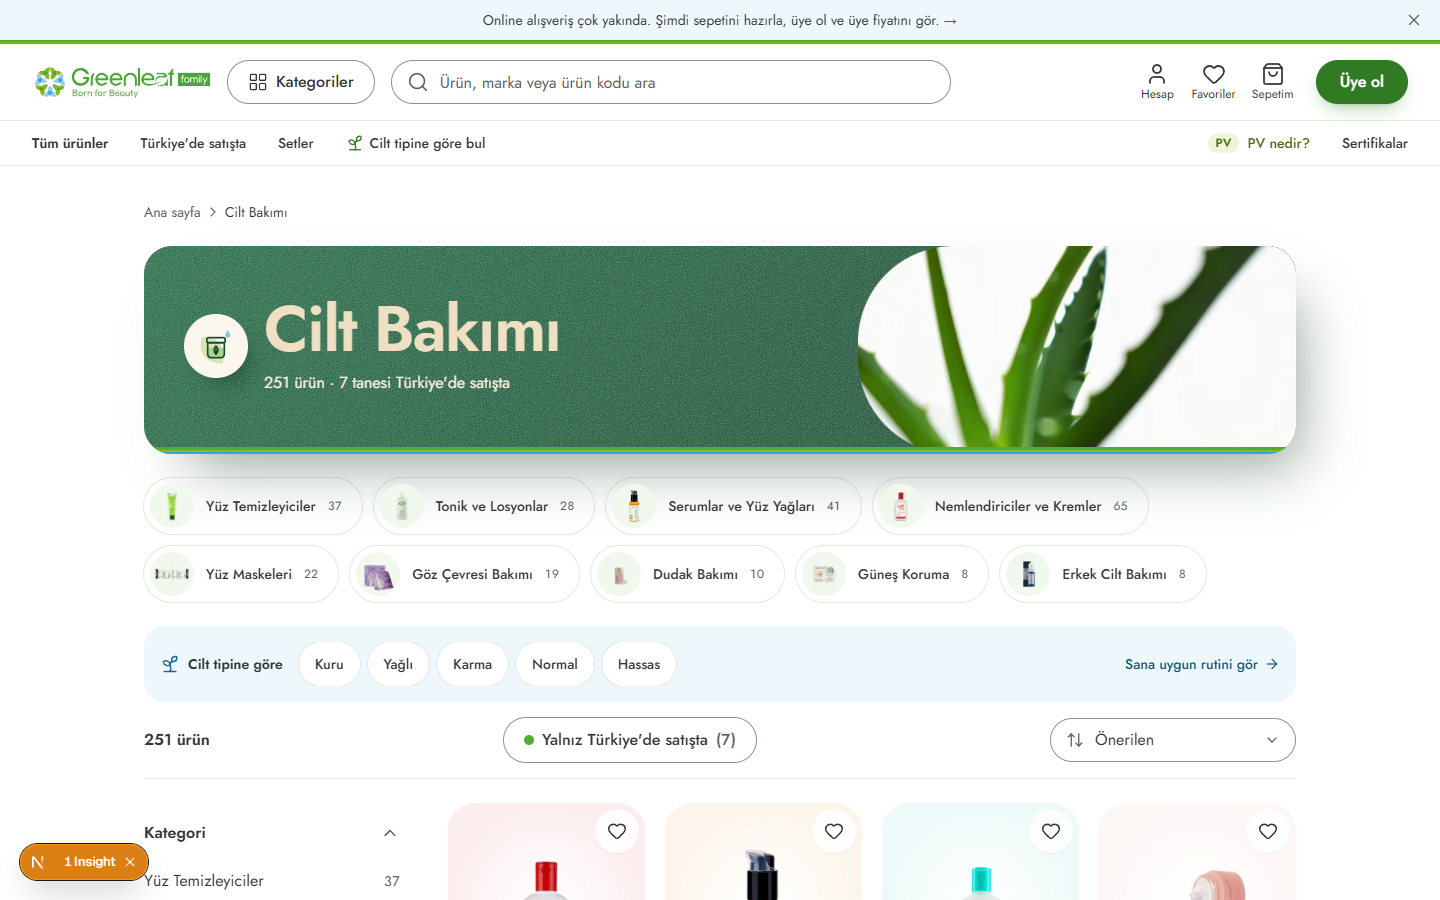 Online alışveriş çok yakında. Şimdi sepetini hazırla, üye ol ve üye fiyatını gör. →
Greenleaf family
Born for Beauty
Kategoriler
Ürün, marka veya ürün kodu ara
Hesap
Favoriler
Sepetim
Üye ol
Tüm ürünler
Türkiye'de satışta
Setler
Cilt tipine göre bul
PV PV nedir?
Sertifikalar
Ana sayfa > Cilt Bakımı
Cilt Bakımı
251 ürün · 7 tanesi Türkiye'de satışta
Yüz Temizleyiciler 37
Tonik ve Losyonlar 28
Serumlar ve Yüz Yağları 41
Nemlendiriciler ve Kremler 65
Yüz Maskeleri 22
Göz Çevresi Bakımı 19
Dudak Bakımı 10
Güneş Koruma 8
Erkek Cilt Bakımı 8
Cilt tipine göre
Kuru
Yağlı
Karma
Normal
Hassas
Sana uygun rutini gör →
251 ürün
Yalnız Türkiye'de satışta (7)
Önerilen
Kategori
N 1 Insight
Yüz Temizleyiciler 37